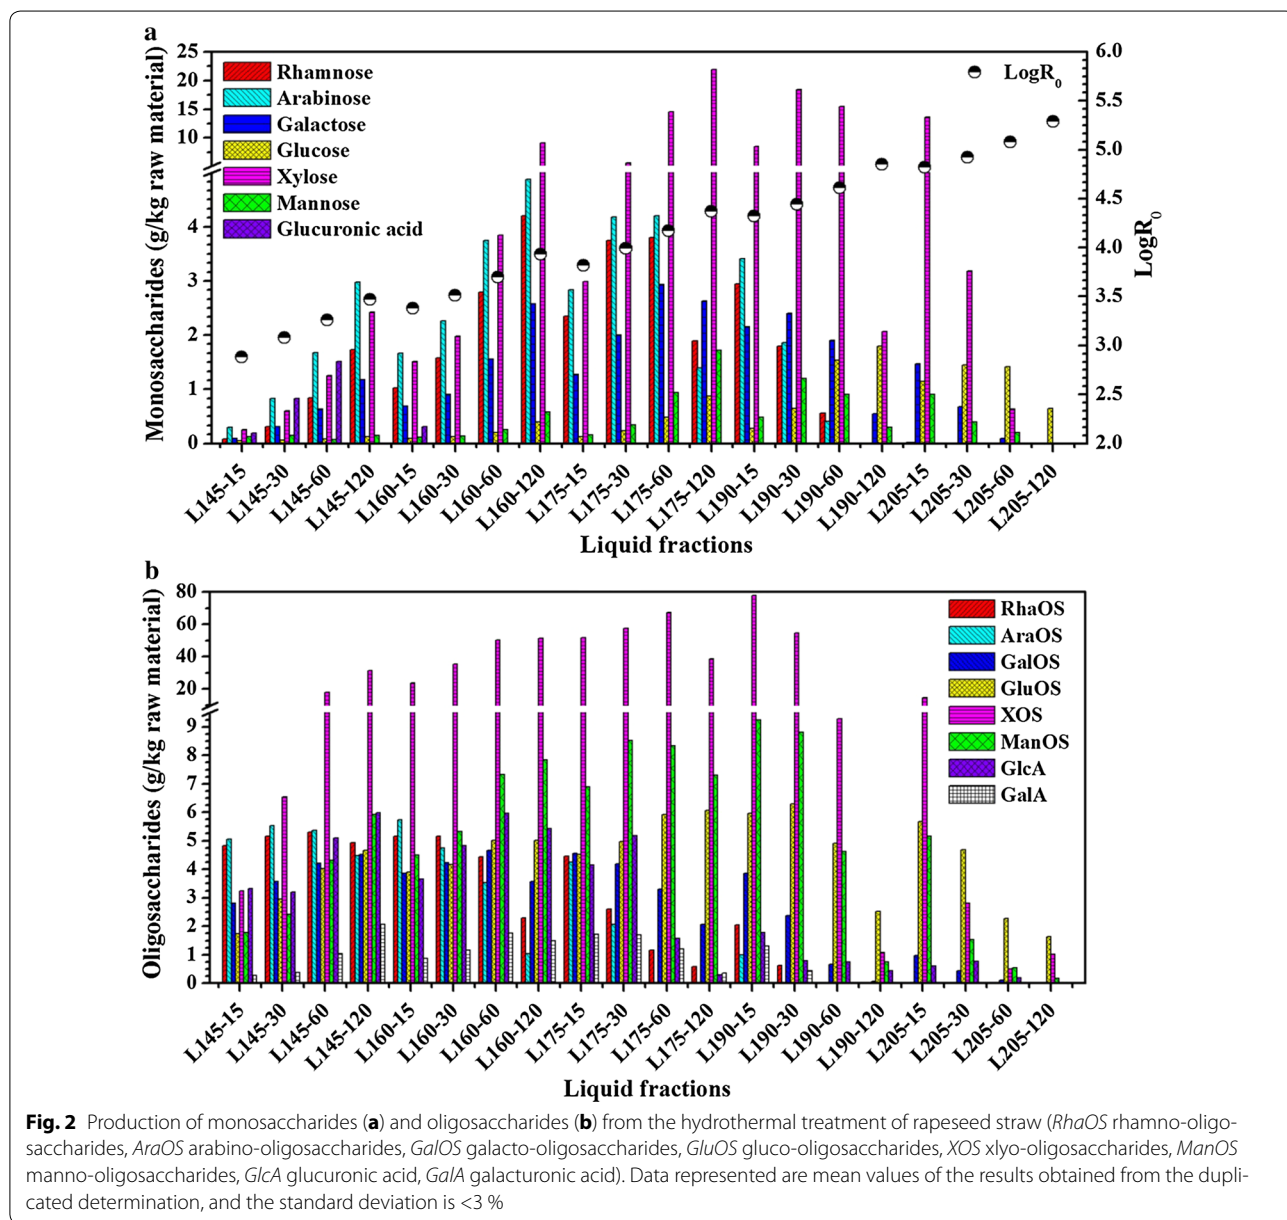 a
Monosaccharides (g/kg raw material)
25
20
15
10
4
3
2
1
0
Rhamnose
Arabinose
Galactose
Glucose
Xylose
Mannose
Glucuronic acid
LogR0
6.0
5.5
5.0
4.5
4.0
3.5
3.0
2.5
2.0
LogR0
L145-15
L145-30
L145-60
L145-120
L160-15
L160-30
L160-60
L160-120
L175-15
L175-30
L175-60
L175-120
L190-15
L190-30
L190-60
L190-120
L205-15
L205-30
L205-60
L205-120
Liquid fractions
b
Oligosaccharides (g/kg raw material)
80
60
40
20
9
8
7
6
5
4
3
2
1
0
RhaOS
AraOS
GalOS
GluOS
XOS
ManOS
GlcA
GalA
L145-15
L145-30
L145-60
L145-120
L160-15
L160-30
L160-60
L160-120
L175-15
L175-30
L175-60
L175-120
L190-15
L190-30
L190-60
L190-120
L205-15
L205-30
L205-60
L205-120
Liquid fractions
Fig. 2 Production of monosaccharides (a) and oligosaccharides (b) from the hydrothermal treatment of rapeseed straw (RhaOS rhamno-oligo-
saccharides, AraOS arabino-oligosaccharides, GalOS galacto-oligosaccharides, GluOS gluco-oligosaccharides, XOS xlyo-oligosaccharides, ManOS
manno-oligosaccharides, GlcA glucuronic acid, GalA galacturonic acid). Data represented are mean values of the results obtained from the dupli-
cated determination, and the standard deviation is <3 %